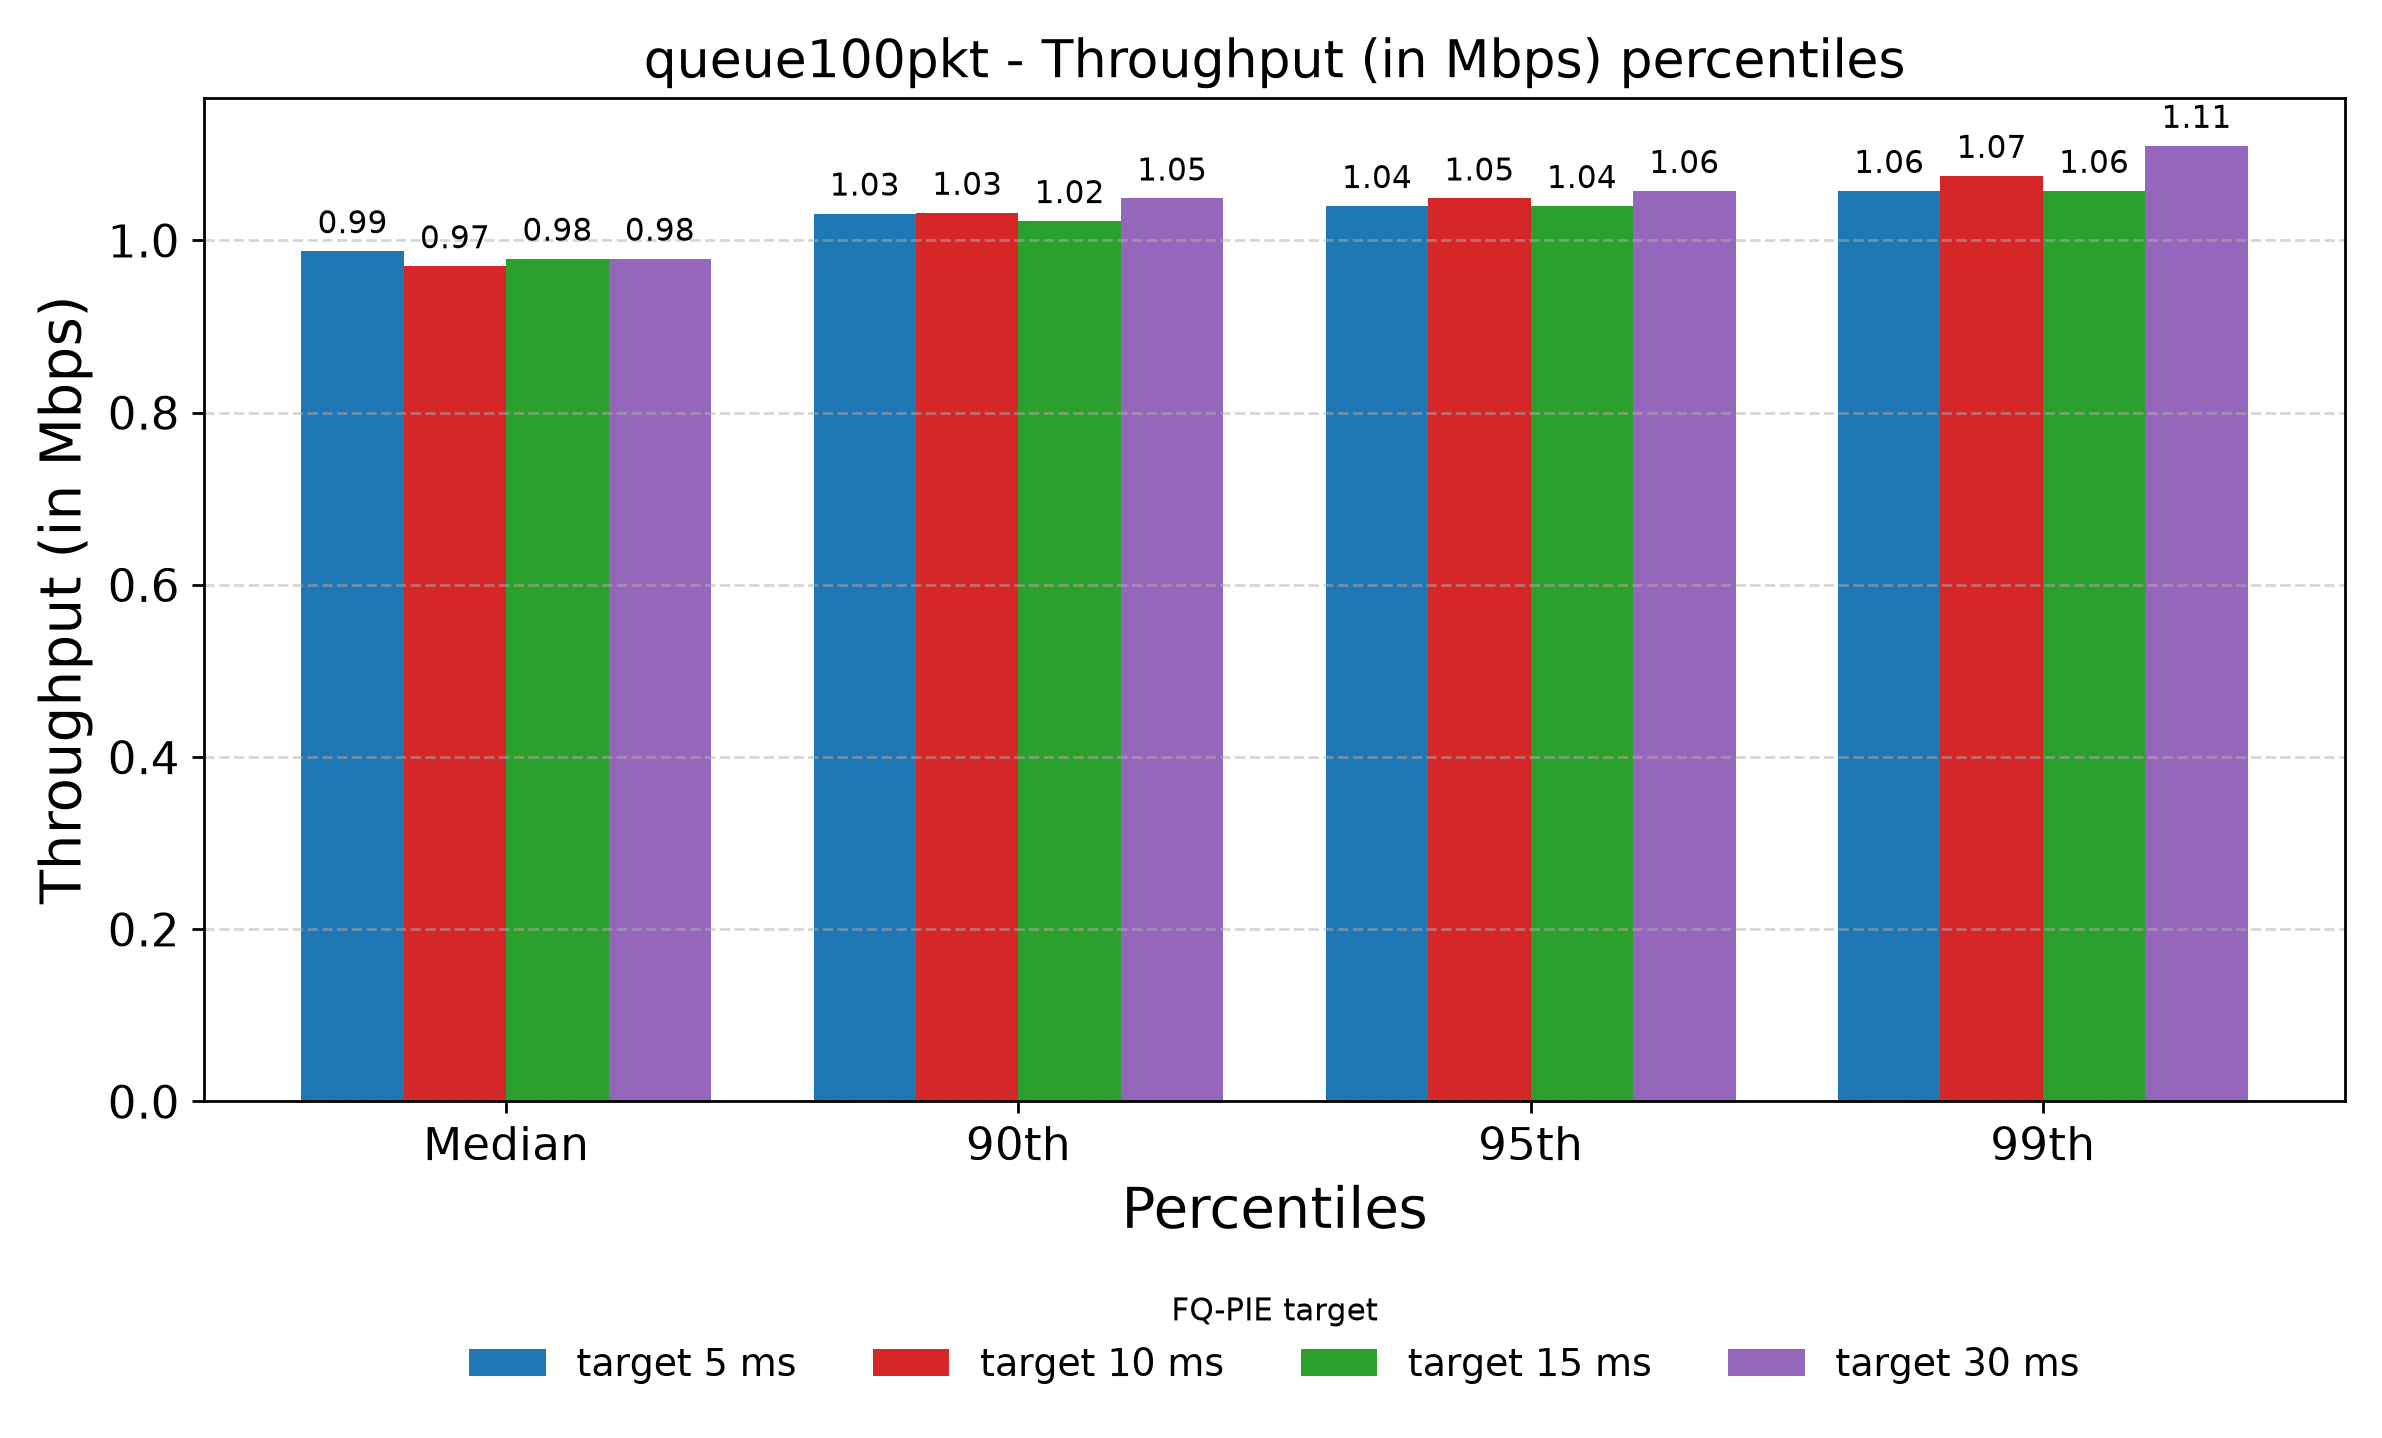 queue100pkt - Throughput (in Mbps) percentiles
Throughput (in Mbps)
1.0
0.8
0.6
0.4
0.2
0.0
0.99
0.97
0.98
0.98
1.03
1.03
1.02
1.05
1.04
1.05
1.04
1.06
1.06
1.07
1.06
1.11
Median
90th
95th
99th
Percentiles
FQ-PIE target
target 5 ms
target 10 ms
target 15 ms
target 30 ms